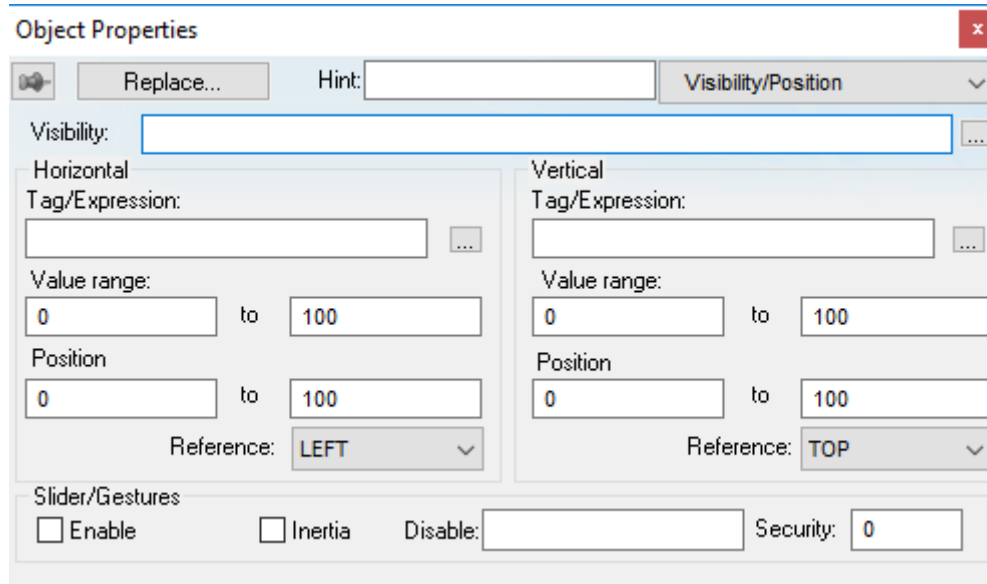 Object Properties x
Replace... Hint: Visibility/Position
Visibility: ...
Horizontal
Tag/Expression:
...
Value range:
0 to 100
Position
0 to 100
Reference: LEFT
Vertical
Tag/Expression:
...
Value range:
0 to 100
Position
0 to 100
Reference: TOP
Slider/Gestures
Enable Inertia Disable: Security: 0